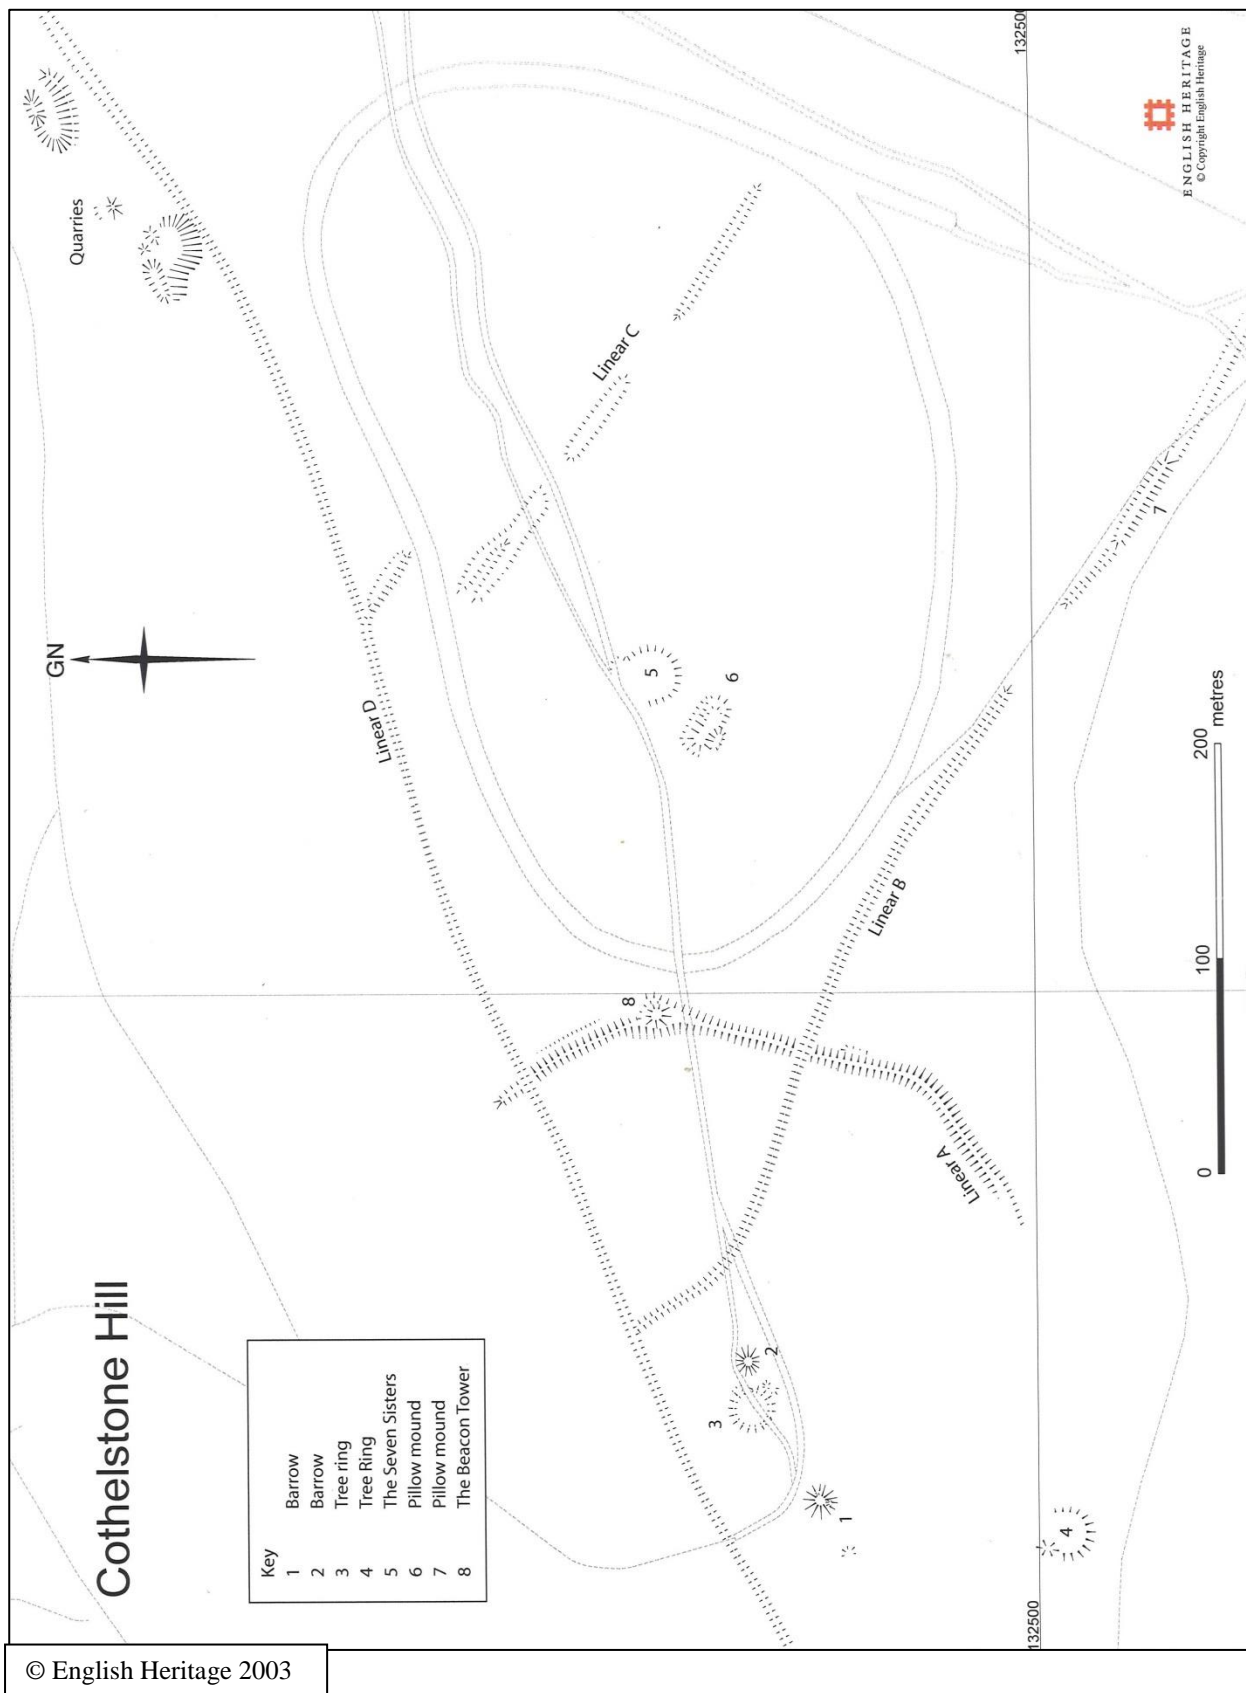 Cothelstone Hill
Key
1 Barrow
2 Barrow
3 Tree ring
4 Tree Ring
5 The Seven Sisters
6 Pillow mound
7 Pillow mound
8 The Beacon Tower
GN
Quarries
Linear D
Linear C
Linear B
Linear A
1
2
3
4
5
6
7
8
132500
132500
0 100 200
metres
ENGLISH HERITAGE
© Copyright English Heritage
© English Heritage 2003